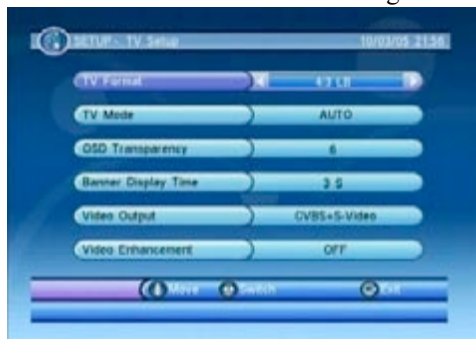 SETUP - TV Setup 10/03/05 21:56
TV Format 4:3 LB
TV Mode AUTO
OSD Transparency 6
Banner Display Time 3 S
Video Output CVBS+S-Video
Video Enhancement OFF
Move Switch Exit